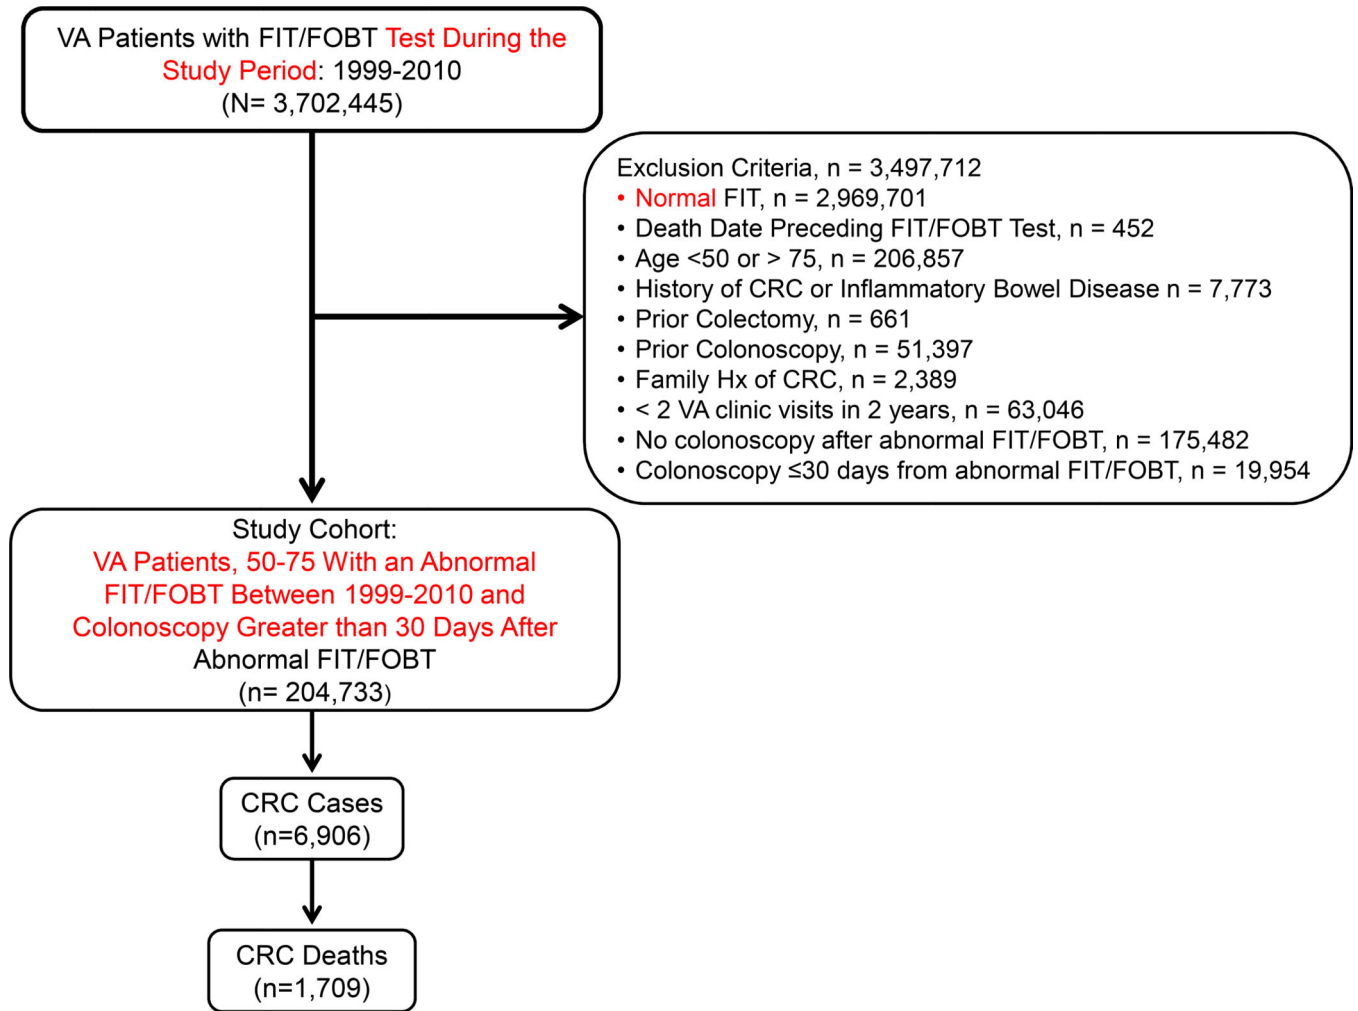 VA Patients with FIT/FOBT Test During the
Study Period: 1999-2010
(N= 3,702,445)
Exclusion Criteria, n = 3,497,712
• Normal FIT, n = 2,969,701
• Death Date Preceding FIT/FOBT Test, n = 452
• Age <50 or > 75, n = 206,857
• History of CRC or Inflammatory Bowel Disease n = 7,773
• Prior Colectomy, n = 661
• Prior Colonoscopy, n = 51,397
• Family Hx of CRC, n = 2,389
• < 2 VA clinic visits in 2 years, n = 63,046
• No colonoscopy after abnormal FIT/FOBT, n = 175,482
• Colonoscopy ≤30 days from abnormal FIT/FOBT, n = 19,954
Study Cohort:
VA Patients, 50-75 With an Abnormal
FIT/FOBT Between 1999-2010 and
Colonoscopy Greater than 30 Days After
Abnormal FIT/FOBT
(n= 204,733)
CRC Cases
(n=6,906)
CRC Deaths
(n=1,709)